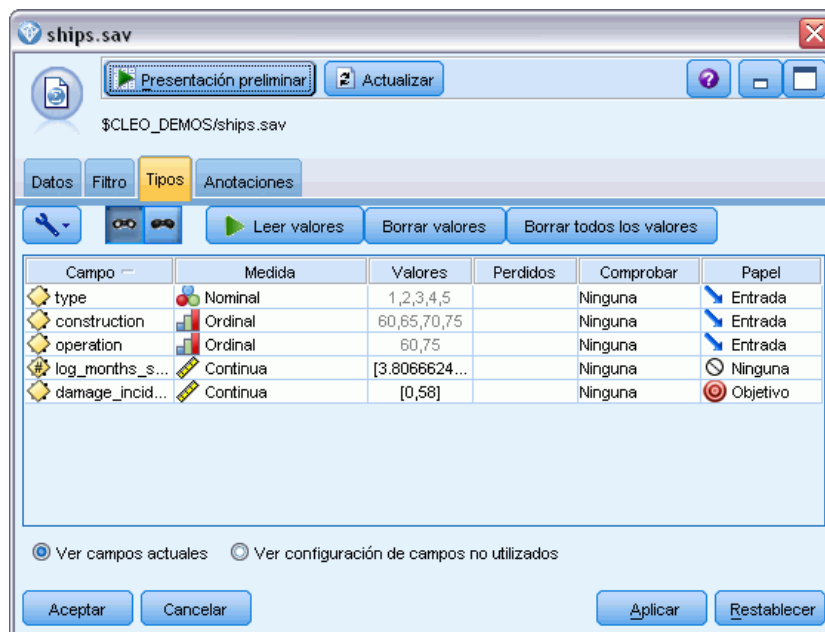 ships.sav
Presentación preliminar Actualizar
$CLEO_DEMOS/ships.sav
Datos Filtro Tipos Anotaciones
Leer valores Borrar valores Borrar todos los valores
Campo Medida Valores Perdidos Comprobar Papel
type Nominal 1,2,3,4,5 Ninguna Entrada
construction Ordinal 60,65,70,75 Ninguna Entrada
operation Ordinal 60,75 Ninguna Entrada
log_months_s... Continua [3.8066624... Ninguna Ninguna
damage_incid... Continua [0,58] Ninguna Objetivo
Ver campos actuales Ver configuración de campos no utilizados
Aceptar Cancelar Aplicar Restablecer